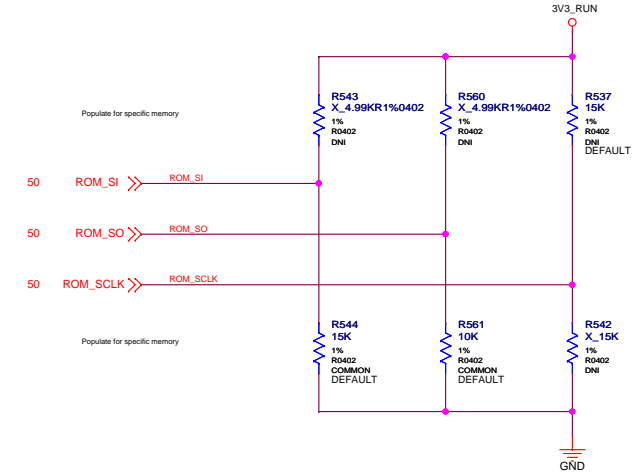 3V3_RUN
R543
X_4.99KR1%0402
1%
R0402
DNI
R560
X_4.99KR1%0402
1%
R0402
DNI
R537
15K
1%
R0402
DNI
DEFAULT
Populate for specific memory
50 ROM_SI ROM_SI
50 ROM_SO ROM_SO
50 ROM_SCLK ROM_SCLK
Populate for specific memory
R544
15K
1%
R0402
COMMON
DEFAULT
R561
10K
1%
R0402
COMMON
DEFAULT
R542
X_15K
1%
R0402
DNI
GND